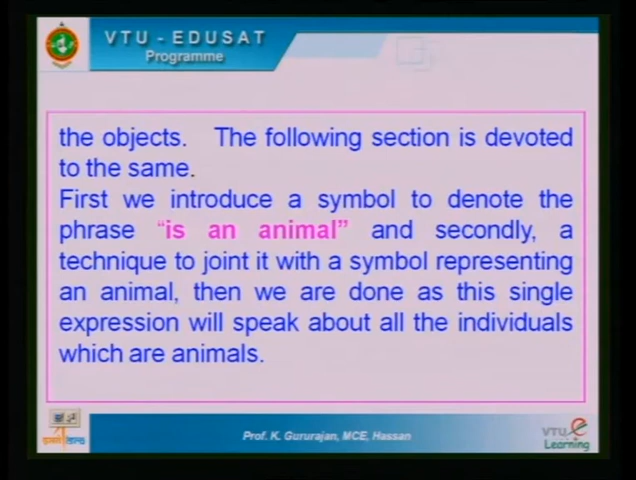 VTU - EDUSAT
Programme
the objects. The following section is devoted
to the same.
First we introduce a symbol to denote the
phrase “is an animal” and secondly, a
technique to joint it with a symbol representing
an animal, then we are done as this single
expression will speak about all the individuals
which are animals.
Prof. K. Gururajan, MCE, Hassan
VTU e
Learning